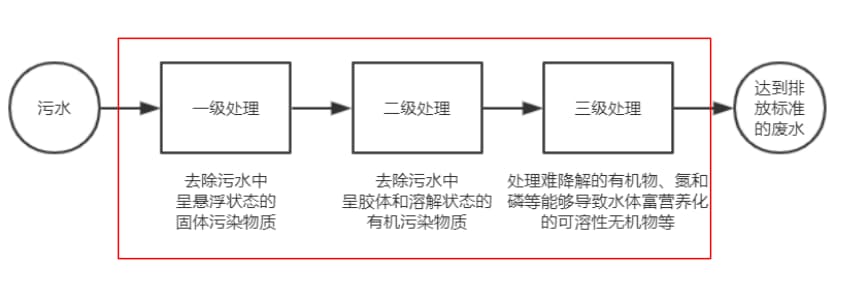 污水
一级处理
二级处理
三级处理
达到排
放标准
的废水
去除污水中
呈悬浮状态的
固体污染物质
去除污水中
呈胶体和溶解状态的
有机污染物质
处理难降解的有机物、氮和
磷等能够导致水体富营养化
的可溶性无机物等